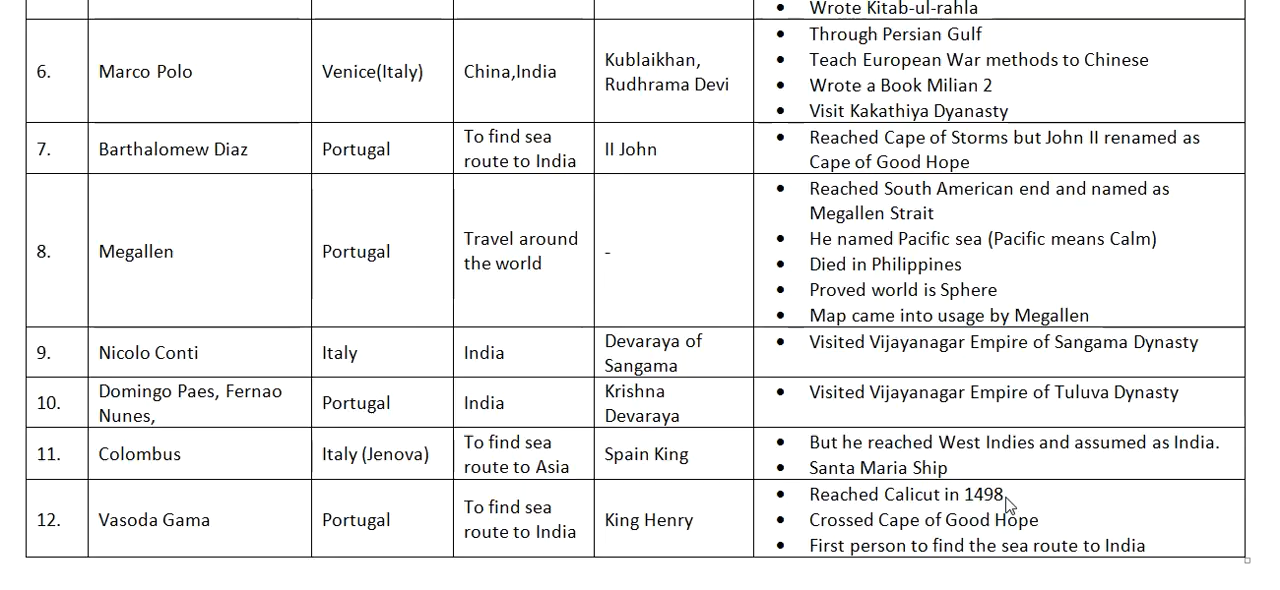 Wrote Kitab-ul-rahla
6.
Marco Polo
Venice(Italy)
China,India
Kublaikhan,
Rudhrama Devi
Through Persian Gulf
Teach European War methods to Chinese
Wrote a Book Milian 2
Visit Kakathiya Dyanasty
7.
Barthalomew Diaz
Portugal
To find sea
route to India
II John
Reached Cape of Storms but John II renamed as
Cape of Good Hope
8.
Megallen
Portugal
Travel around
the world
-
Reached South American end and named as
Megallen Strait
He named Pacific sea (Pacific means Calm)
Died in Philippines
Proved world is Sphere
Map came into usage by Megallen
9.
Nicolo Conti
Italy
India
Devaraya of
Sangama
Visited Vijayanagar Empire of Sangama Dynasty
10.
Domingo Paes, Fernao
Nunes,
Portugal
India
Krishna
Devaraya
Visited Vijayanagar Empire of Tuluva Dynasty
11.
Colombus
Italy (Jenova)
To find sea
route to Asia
Spain King
But he reached West Indies and assumed as India.
Santa Maria Ship
12.
Vasoda Gama
Portugal
To find sea
route to India
King Henry
Reached Calicut in 1498
Crossed Cape of Good Hope
First person to find the sea route to India